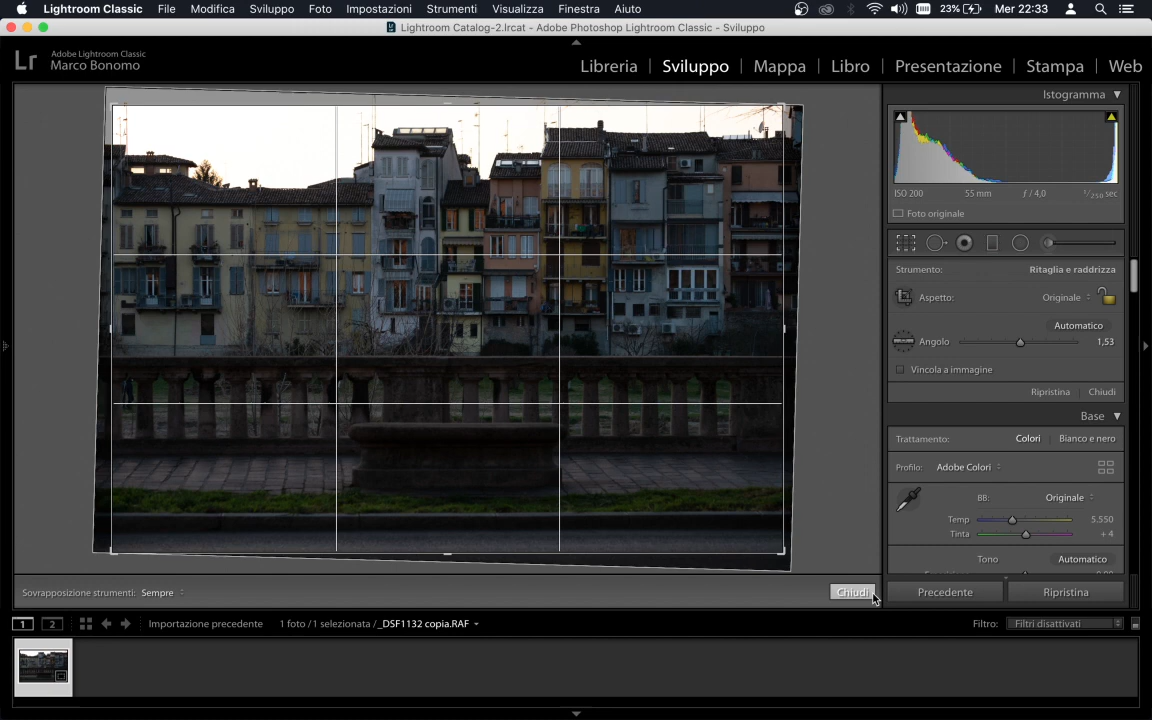 Lightroom Classic File Modifica Sviluppo Foto Impostazioni Strumenti Visualizza Finestra Aiuto 23% Mer 22:33
Lightroom Catalog-2.lrcat - Adobe Photoshop Lightroom Classic - Sviluppo
Lr
Adobe Lightroom Classic
Marco Bonomo
Libreria | Sviluppo | Mappa | Libro | Presentazione | Stampa | Web
Istogramma
ISO 200 55 mm ƒ / 4,0 1/250 sec
Foto originale
Strumento: Ritaglia e raddrizza
Aspetto: Originale
Automatico
Angolo 1,53
Vincola a immagine
Ripristina Chiudi
Base
Trattamento: Colori | Bianco e nero
Profilo: Adobe Colori
BB: Originale
Temp 5.550
Tinta + 4
Tono Automatico
Sovrapposizione strumenti: Sempre
Chiudi
Precedente Ripristina
1 2 Importazione precedente 1 foto / 1 selezionata / _DSF1132 copia.RAF
Filtro: Filtri disattivati